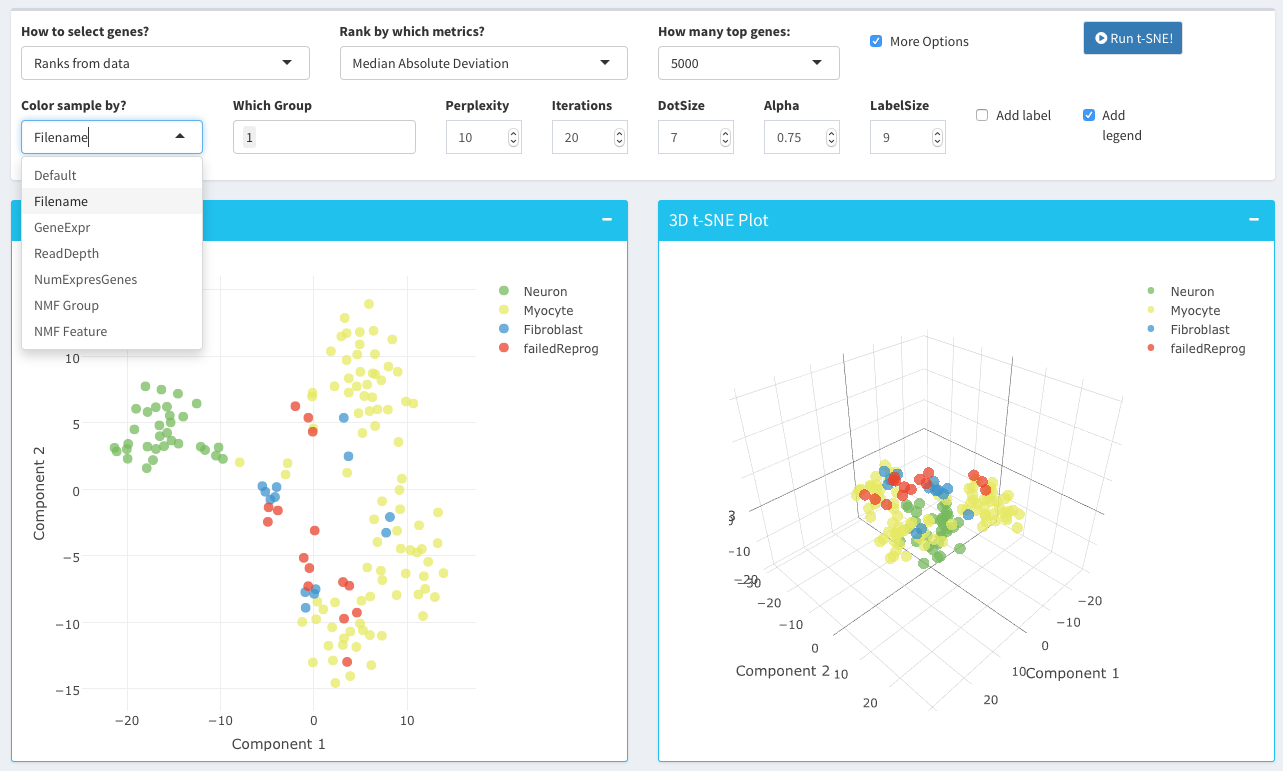 How to select genes?
Rank by which metrics?
How many top genes:
Ranks from data
Median Absolute Deviation
5000
More Options
Run t-SNE!
Color sample by?
Which Group
Perplexity
Iterations
DotSize
Alpha
LabelSize
Filename
1
10
20
7
0.75
9
Add label
Add
legend
Default
Filename
GeneExpr
ReadDepth
NumExpresGenes
NMF Group
NMF Feature
3D t-SNE Plot
Neuron
Myocyte
Fibroblast
failedReprog
10
5
0
−5
−10
−15
−20
−10
0
10
Component 2
Component 1
Neuron
Myocyte
Fibroblast
failedReprog
−10
−20
−20
−10
0
10
20
Component 2
−20
−10
0
10
20
Component 1